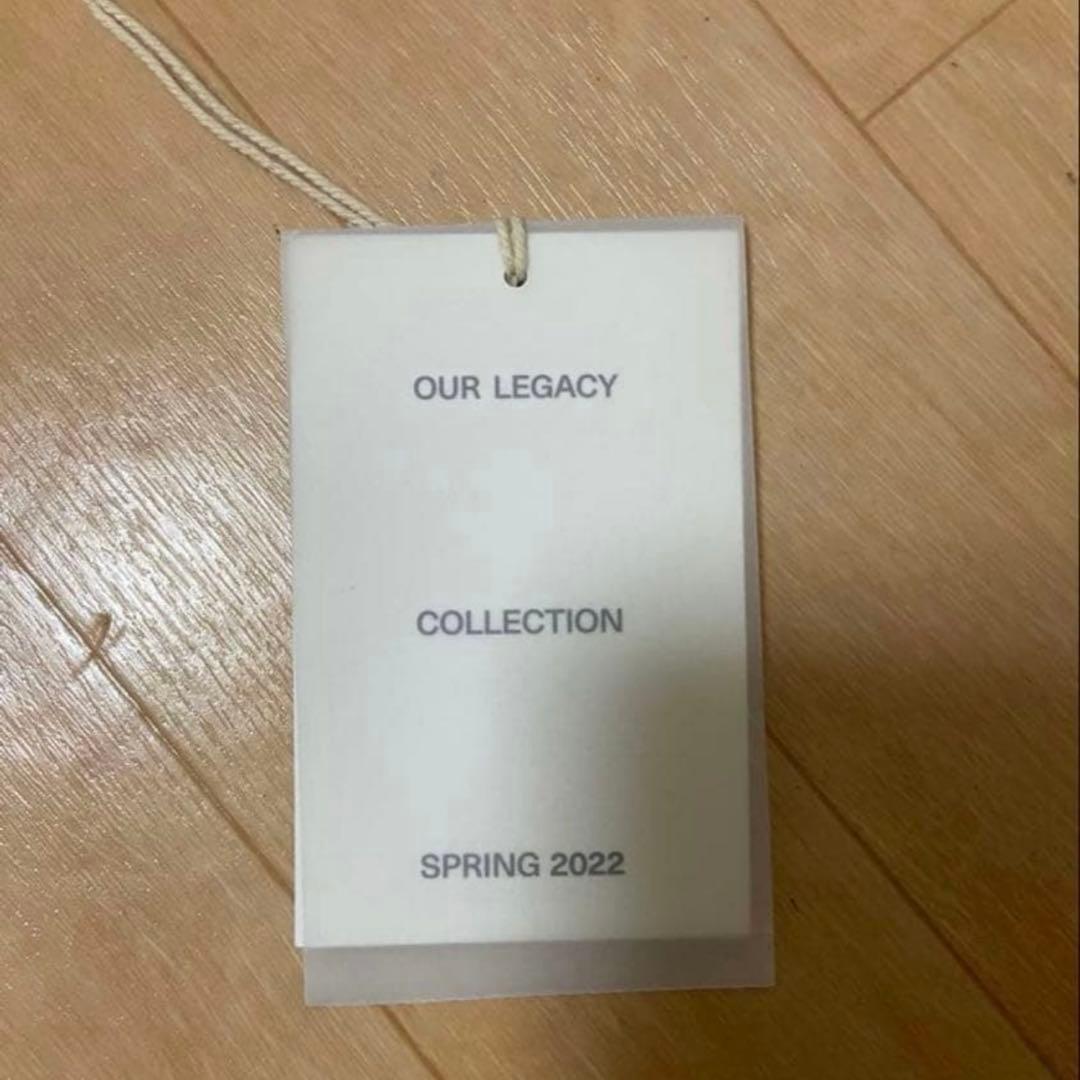 OUR LEGACY
COLLECTION
SPRING 2022